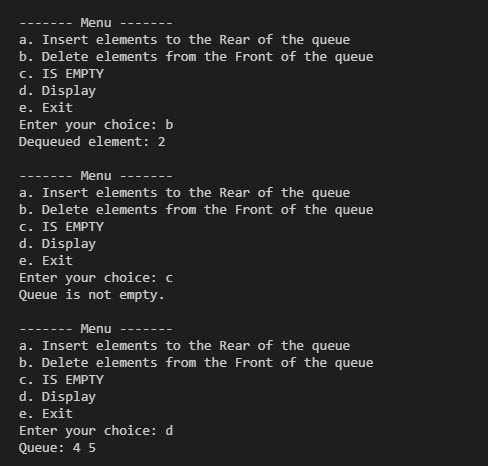 ------- Menu -------
a. Insert elements to the Rear of the queue
b. Delete elements from the Front of the queue
c. IS EMPTY
d. Display
e. Exit
Enter your choice: b
Dequeued element: 2
------- Menu -------
a. Insert elements to the Rear of the queue
b. Delete elements from the Front of the queue
c. IS EMPTY
d. Display
e. Exit
Enter your choice: c
Queue is not empty.
------- Menu -------
a. Insert elements to the Rear of the queue
b. Delete elements from the Front of the queue
c. IS EMPTY
d. Display
e. Exit
Enter your choice: d
Queue: 4 5